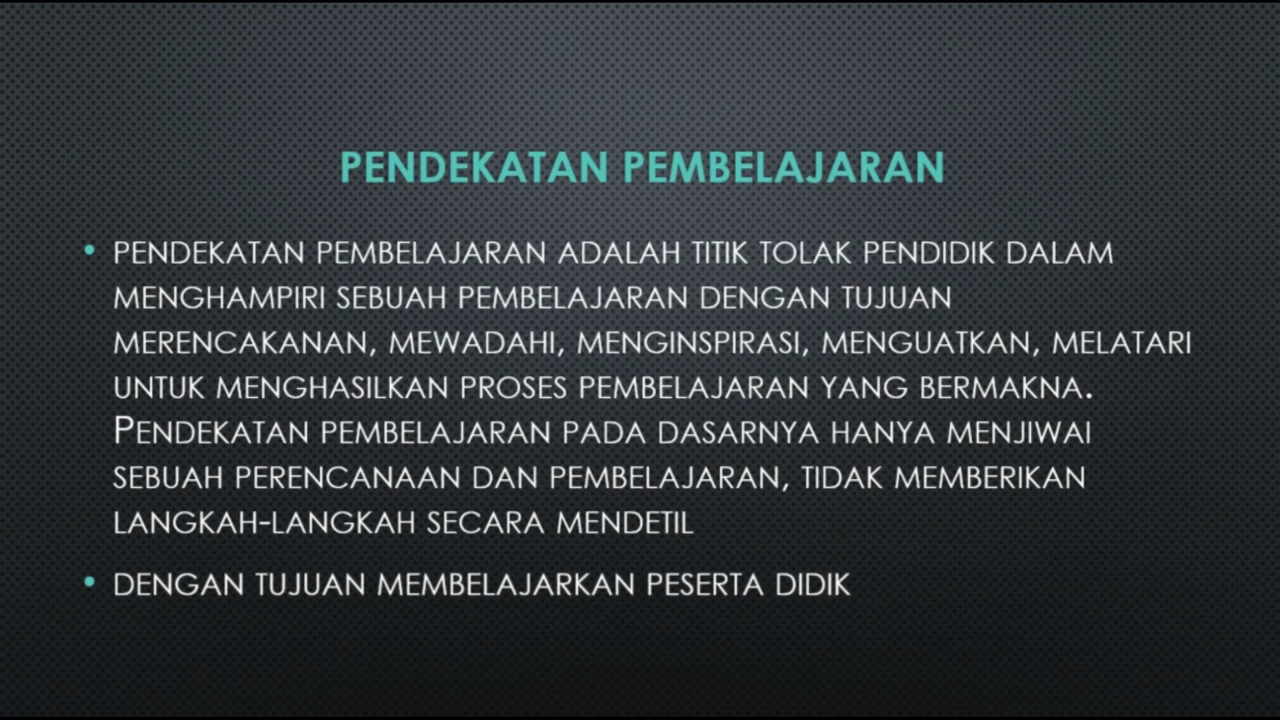 PENDEKATAN PEMBELAJARAN
• PENDEKATAN PEMBELAJARAN ADALAH TITIK TOLAK PENDIDIK DALAM
MENGHAMPIRI SEBUAH PEMBELAJARAN DENGAN TUJUAN
MERENCAKANAN, MEWADAHI, MENGINSPIRASI, MENGUATKAN, MELATARI
UNTUK MENGHASILKAN PROSES PEMBELAJARAN YANG BERMAKNA.
PENDEKATAN PEMBELAJARAN PADA DASARNYA HANYA MENJIWAI
SEBUAH PERENCANAAN DAN PEMBELAJARAN, TIDAK MEMBERIKAN
LANGKAH-LANGKAH SECARA MENDETIL
• DENGAN TUJUAN MEMBELAJARKAN PESERTA DIDIK